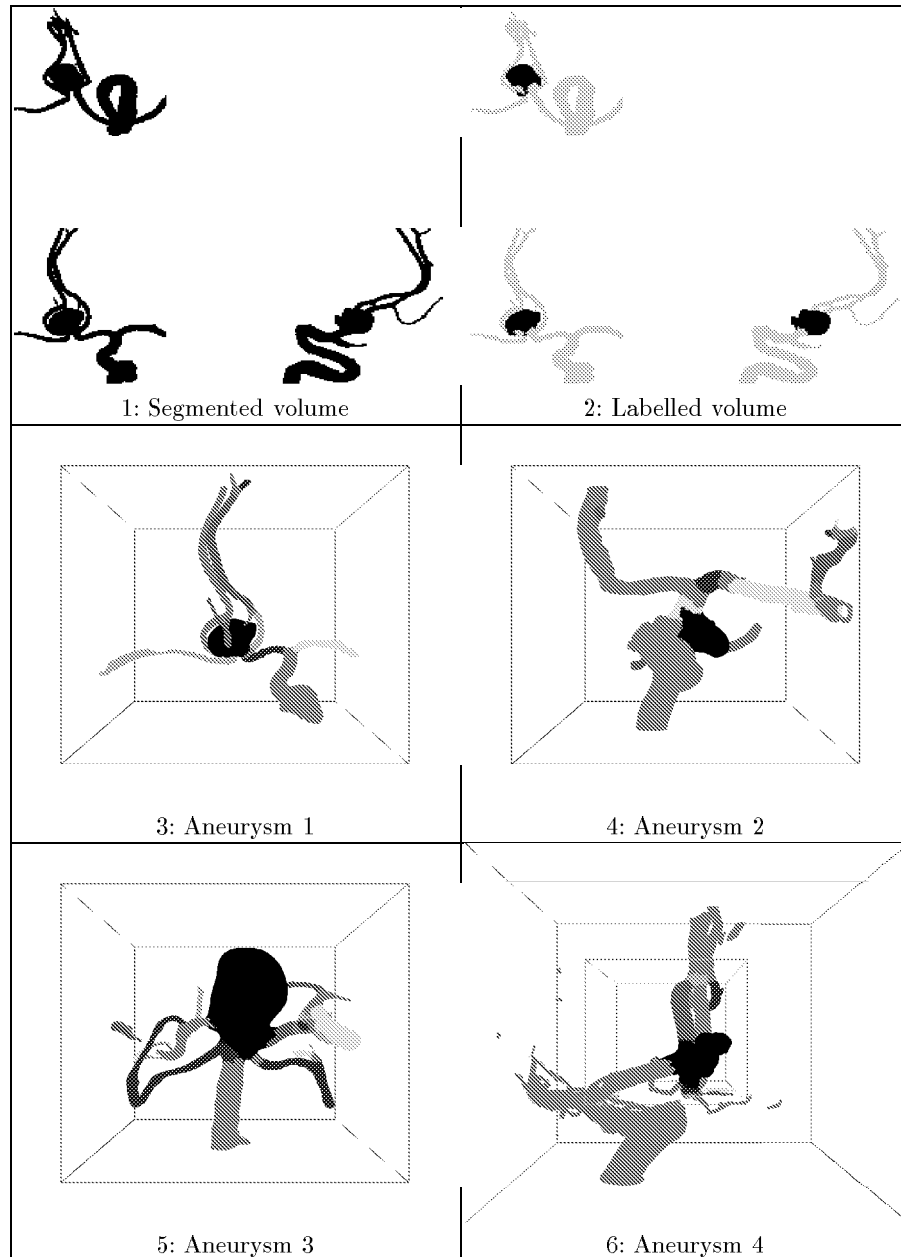 1: Segmented volume
2: Labelled volume
3: Aneurysm 1
4: Aneurysm 2
5: Aneurysm 3
6: Aneurysm 4